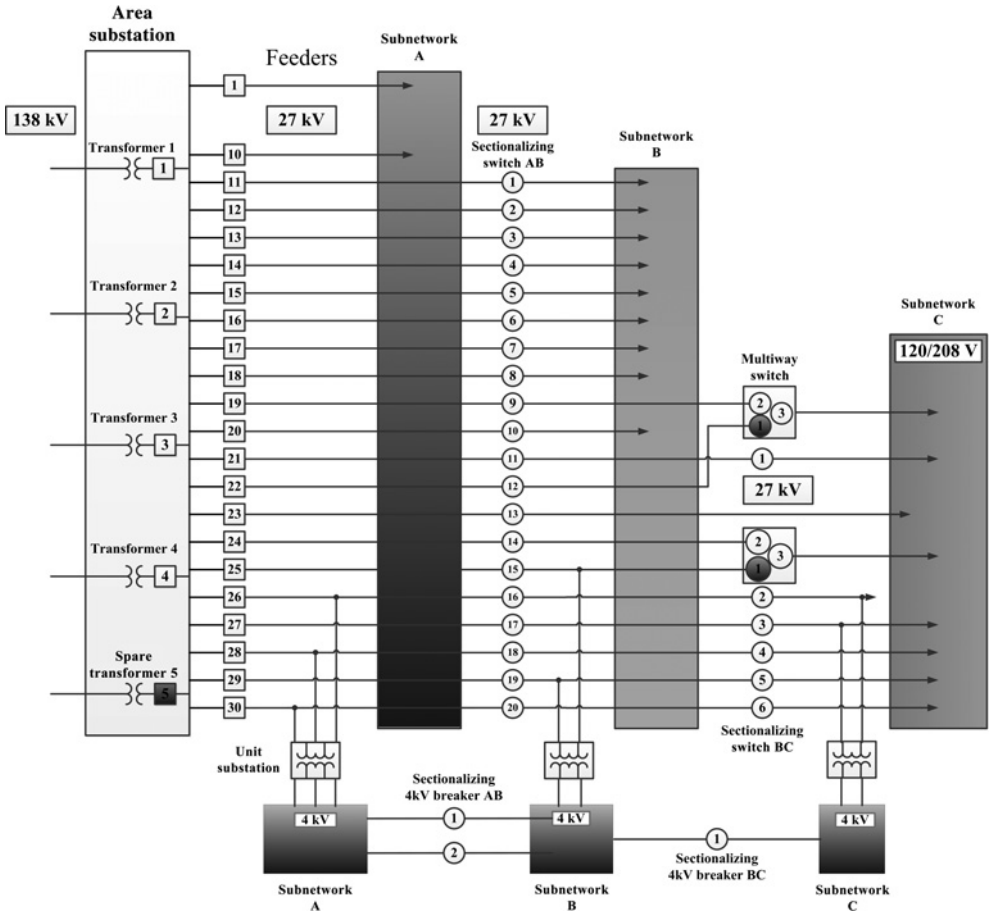 Area
substation
Feeders
Subnetwork
A
1
138 kV
27 kV
27 kV
Sectionalizing
switch AB
Subnetwork
B
Transformer 1
1
10
11
1
12
2
13
3
14
4
Transformer 2
2
15
5
16
6
17
7
18
8
Subnetwork
C
120/208 V
Multiway
switch
19
9
2
3
1
Transformer 3
3
20
10
21
11
1
22
12
27 kV
23
13
24
14
2
3
1
Transformer 4
4
25
15
26
16
2
27
17
3
28
18
4
Spare
transformer 5
5
29
19
5
30
20
6
Sectionalizing
switch BC
Unit
substation
Sectionalizing
4kV breaker AB
4 kV
1
4 kV
4 kV
2
1
Sectionalizing
4kV breaker BC
Subnetwork
A
Subnetwork
B
Subnetwork
C